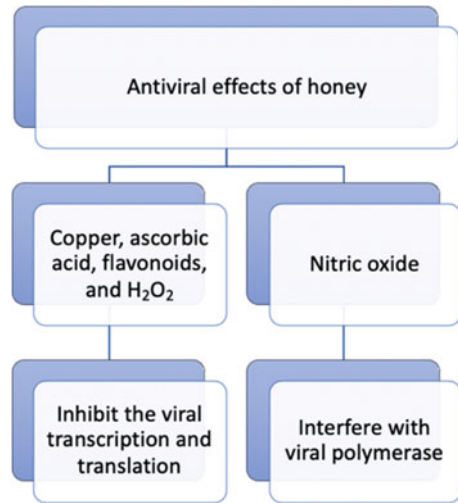 Antiviral effects of honey
Copper, ascorbic
acid, flavonoids,
and H₂O₂
Nitric oxide
Inhibit the viral
transcription and
translation
Interfere with
viral polymerase